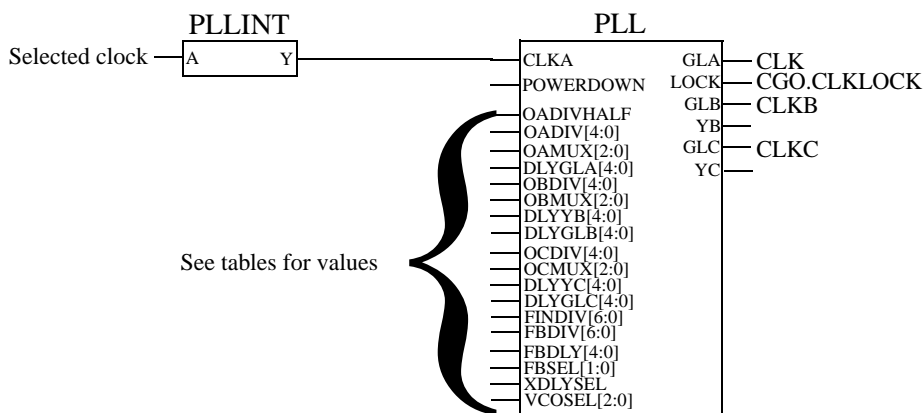 PLLINT
PLL
Selected clock
A
Y
CLKA
POWERDOWN
OADIVHALF
OADIV[4:0]
OAMUX[2:0]
DLYGLA[4:0]
OBDIV[4:0]
OBMUX[2:0]
DLYYB[4:0]
DLYGLB[4:0]
OCDIV[4:0]
OCMUX[2:0]
DLYYC[4:0]
DLYGLC[4:0]
FINDIV[6:0]
FBDIV[6:0]
FBDLY[4:0]
FBSEL[1:0]
XDLYSEL
VCOSEL[2:0]
See tables for values
GLA
CLK
LOCK
CGO.CLKLOCK
GLB
CLKB
YB
GLC
CLKC
YC